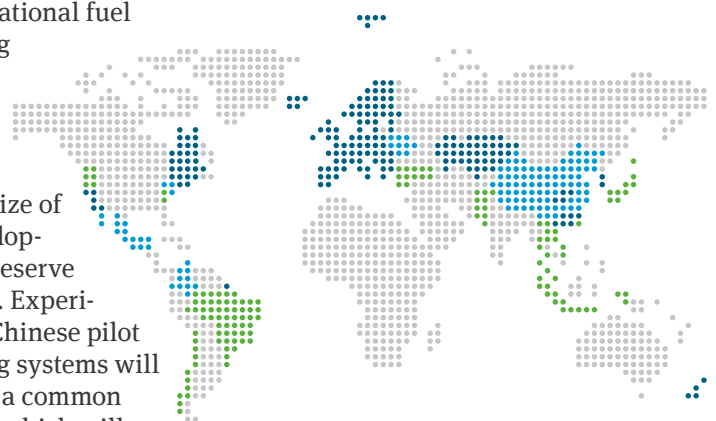 ational fuel
g
ize of
lop-
eserve
. Experi-
Chinese pilot
g systems will
a common